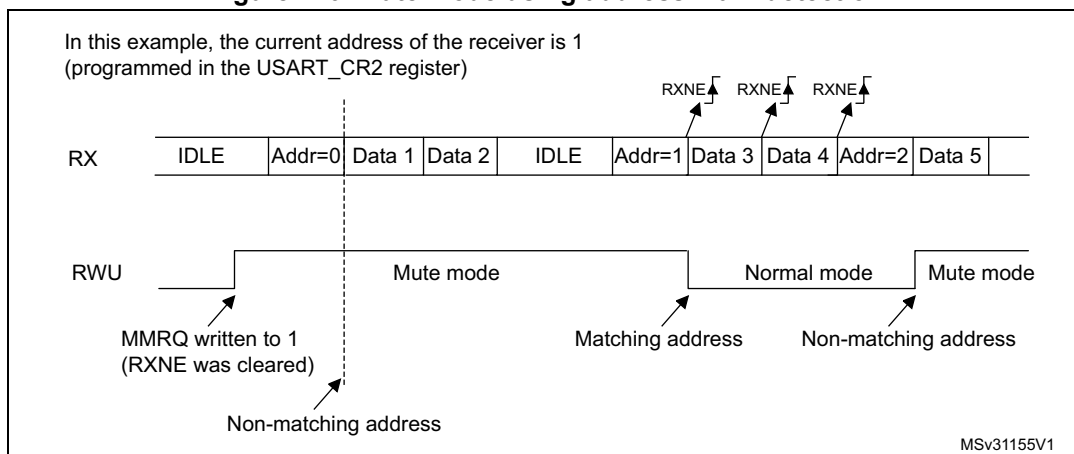 In this example, the current address of the receiver is 1
(programmed in the USART_CR2 register)
RXNE RXNE RXNE
RX IDLE Addr=0 Data 1 Data 2 IDLE Addr=1 Data 3 Data 4 Addr=2 Data 5
RWU Mute mode Normal mode Mute mode
MMRQ written to 1 Matching address Non-matching address
(RXNE was cleared)
Non-matching address
MSv31155V1